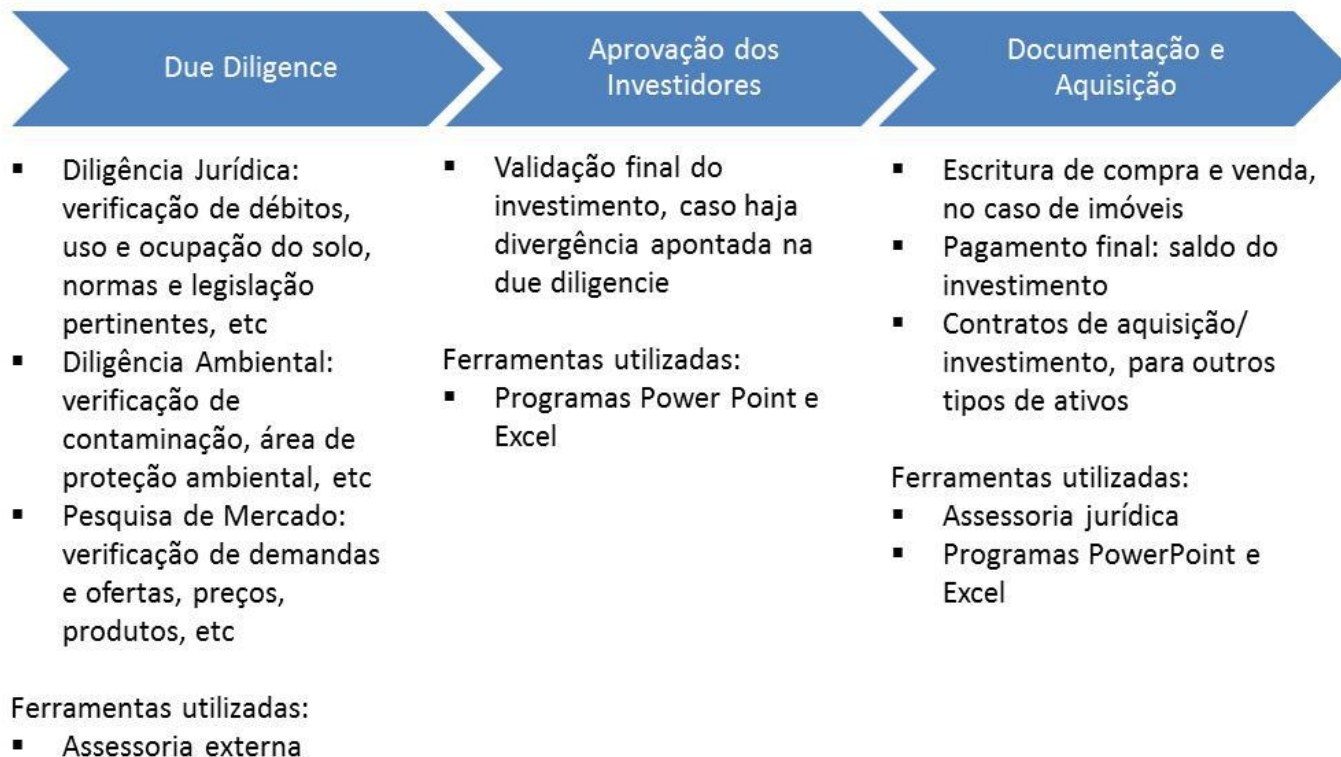 Due Diligence
Aprovação dos
Investidores
Documentação e
Aquisição
▪ Diligência Jurídica:
verificação de débitos,
uso e ocupação do solo,
normas e legislação
pertinentes, etc
▪ Diligência Ambiental:
verificação de
contaminação, área de
proteção ambiental, etc
▪ Pesquisa de Mercado:
verificação de demandas
e ofertas, preços,
produtos, etc
Ferramentas utilizadas:
▪ Assessoria externa
▪ Validação final do
investimento, caso haja
divergência apontada na
due diligencie
Ferramentas utilizadas:
▪ Programas Power Point e
Excel
▪ Escritura de compra e venda,
no caso de imóveis
▪ Pagamento final: saldo do
investimento
▪ Contratos de aquisição/
investimento, para outros
tipos de ativos
Ferramentas utilizadas:
▪ Assessoria jurídica
▪ Programas PowerPoint e
Excel